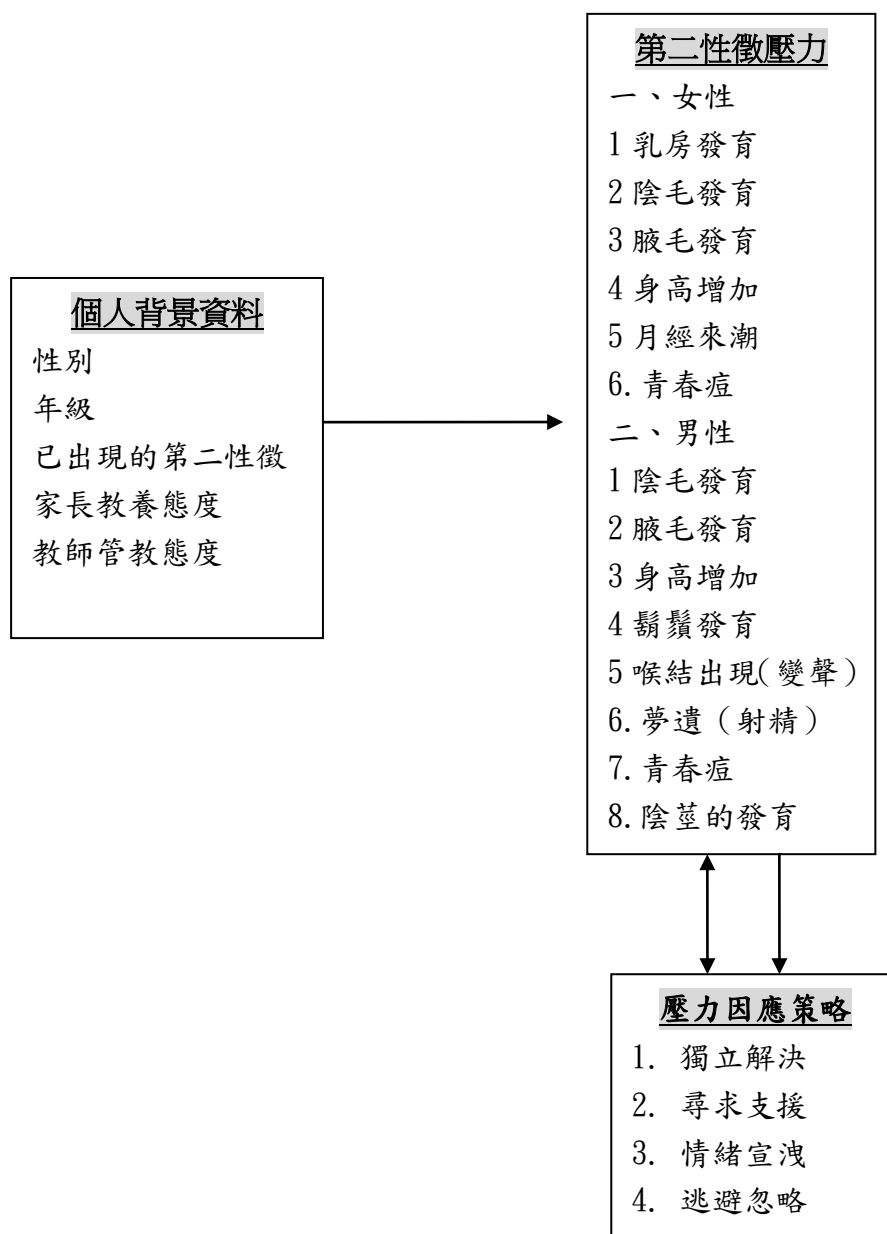 第二性徵壓力
一、女性
1 乳房發育
2 陰毛發育
3 腋毛發育
4 身高增加
5 月經來潮
6.青春痘
二、男性
1 陰毛發育
2 腋毛發育
3 身高增加
4 鬍鬚發育
5 喉結出現(變聲)
6.夢遺(射精)
7.青春痘
8.陰莖的發育
個人背景資料
性別
年級
已出現的第二性徵
家長教養態度
教師管教態度
壓力因應策略
1. 獨立解決
2. 尋求支援
3. 情緒宣洩
4. 逃避忽略